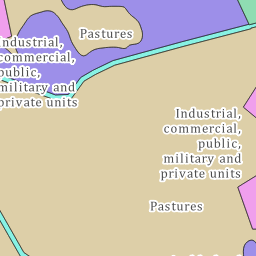 Pastures
Industrial,
commercial,
public,
military and
private units
Industrial,
commercial,
public,
military and
private units
Pastures